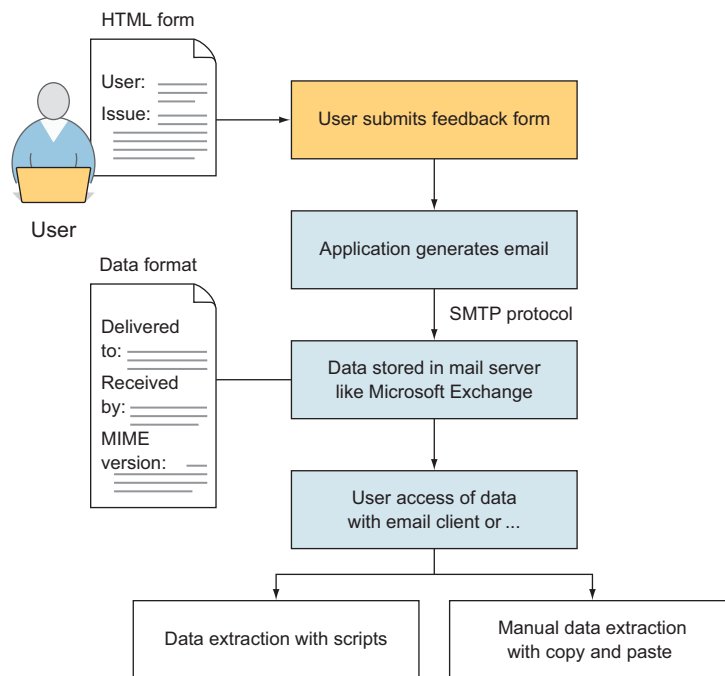 HTML form
User:
Issue:
User
User submits feedback form
Application generates email
SMTP protocol
Data format
Delivered
to:
Received
by:
MIME
version:
Data stored in mail server
like Microsoft Exchange
User access of data
with email client or ...
Data extraction with scripts
Manual data extraction
with copy and paste